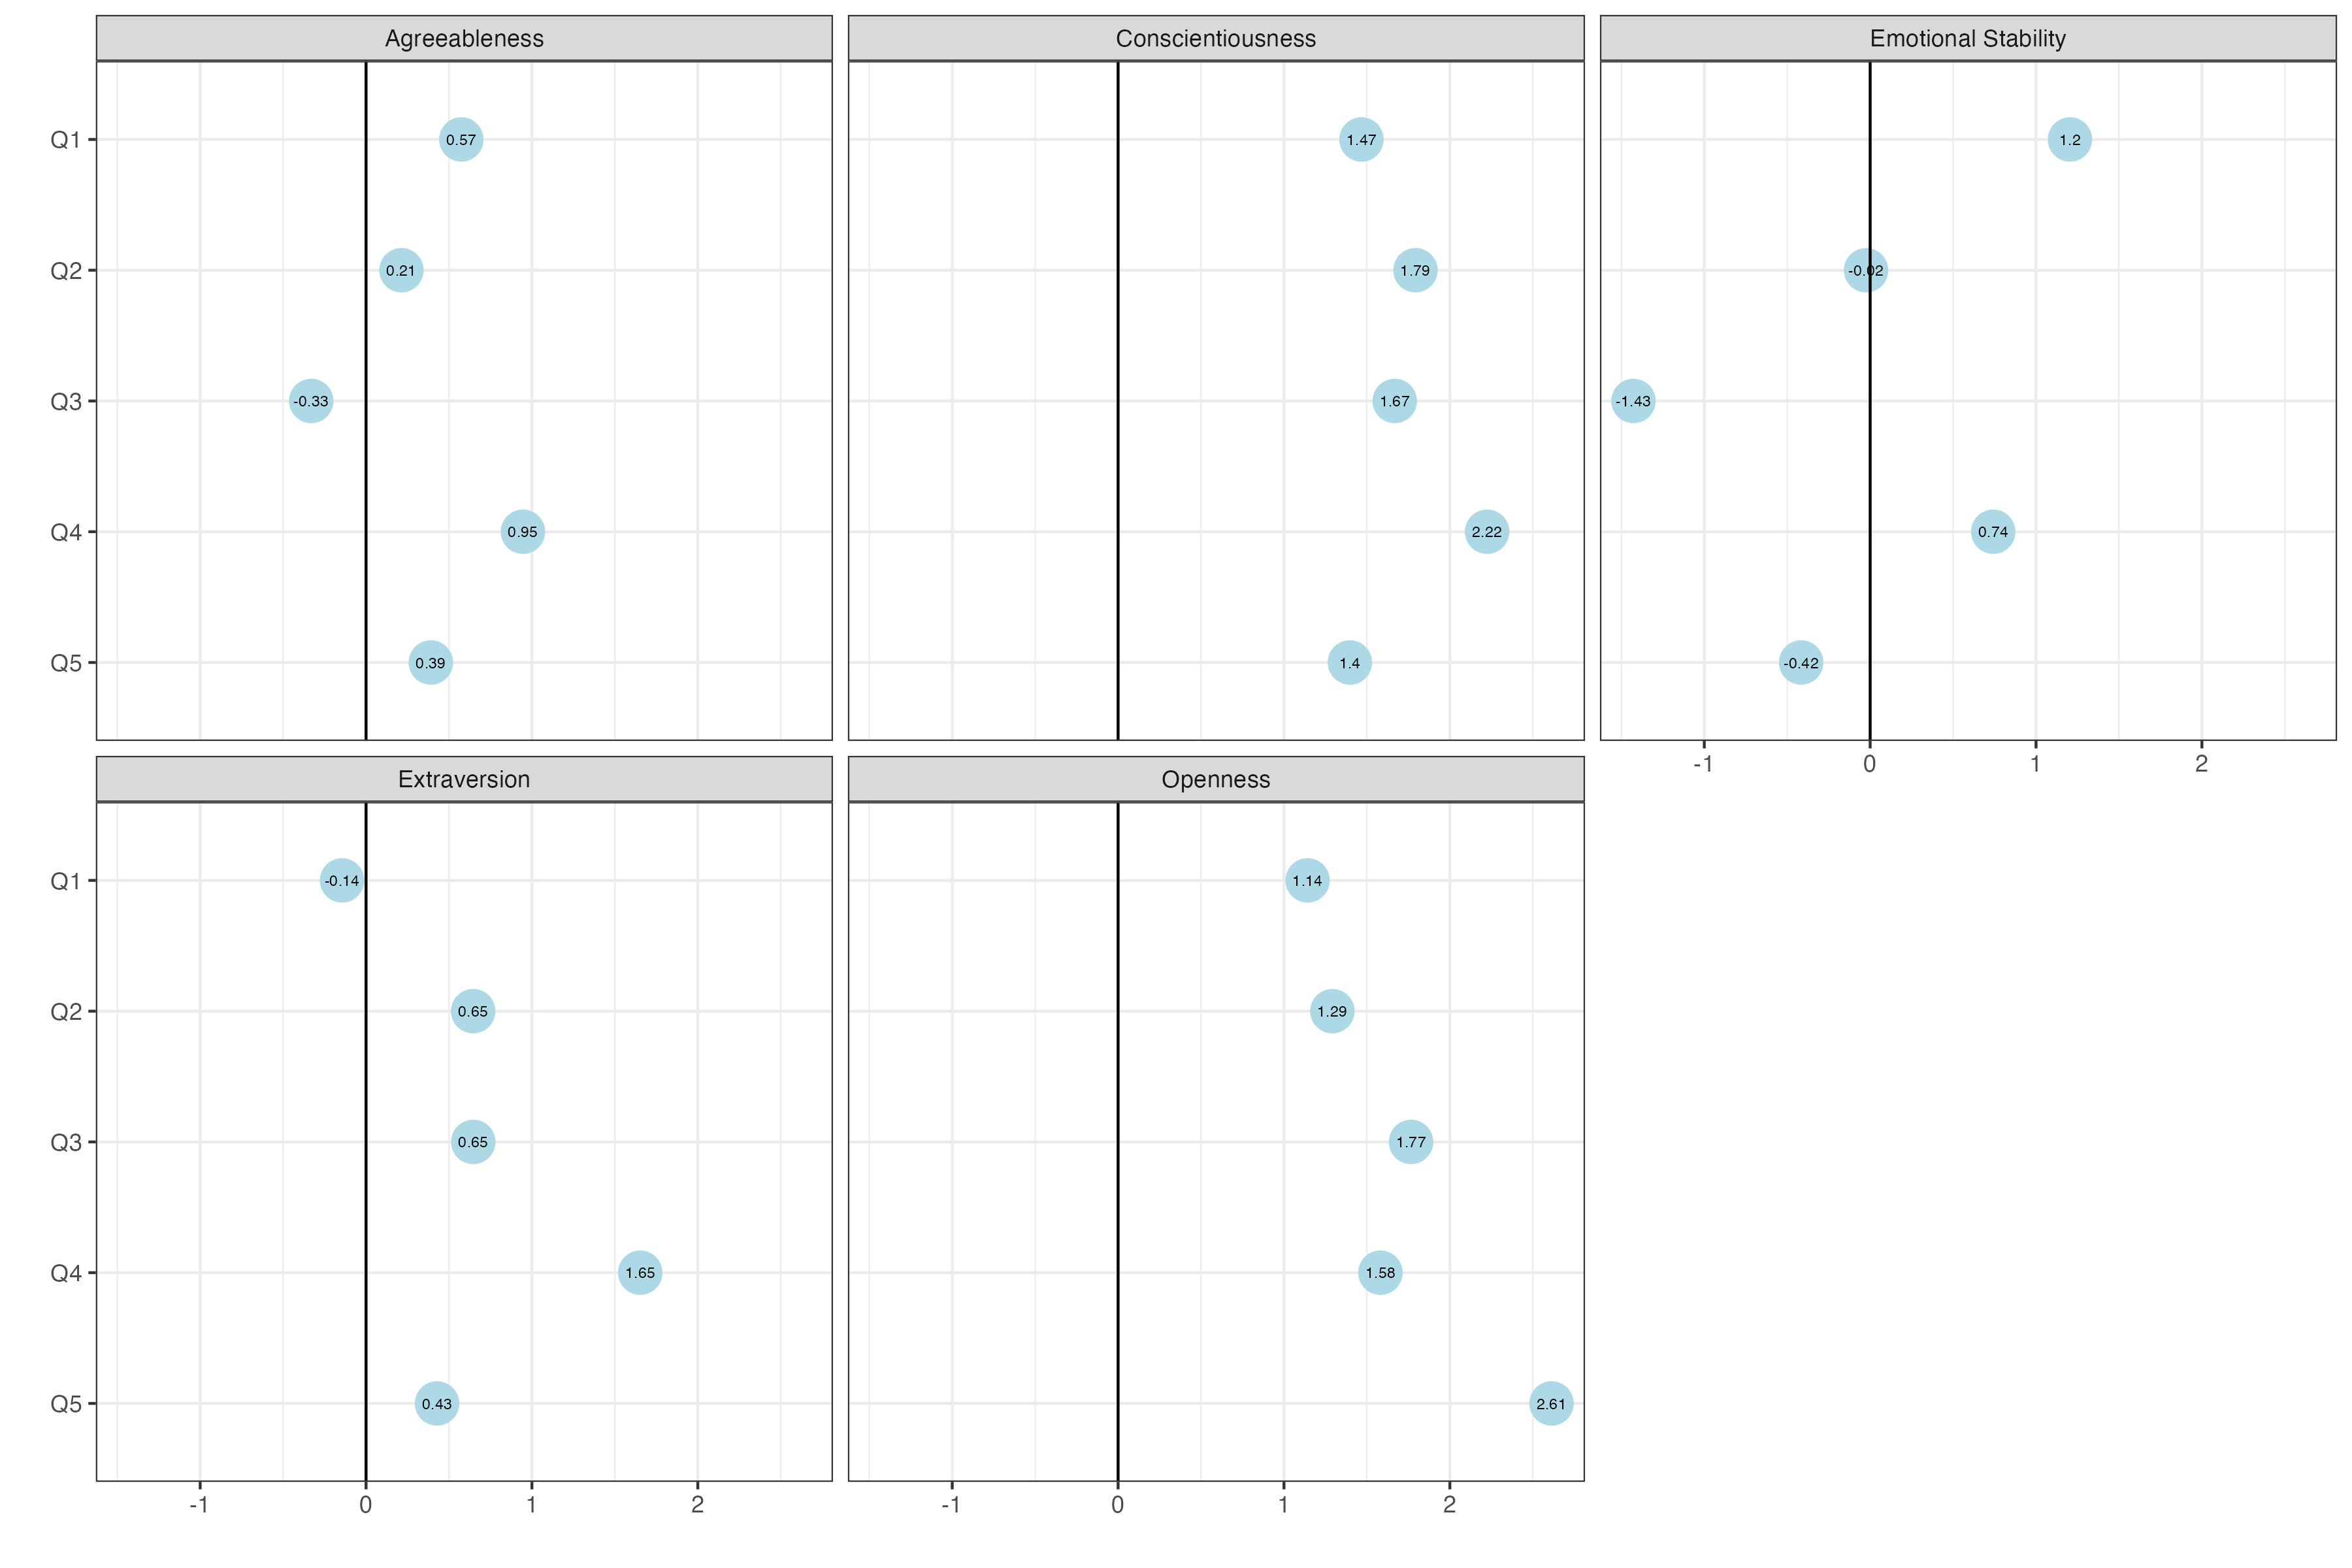 Agreeableness Conscientiousness Emotional Stability
Q1 0.57 1.47 1.2
Q2 0.21 1.79 -0.02
Q3 -0.33 1.67 -1.43
Q4 0.95 2.22 0.74
Q5 0.39 1.4 -0.42
-1 0 1 2
Extraversion Openness
Q1 -0.14 1.14
Q2 0.65 1.29
Q3 0.65 1.77
Q4 1.65 1.58
Q5 0.43 2.61
-1 0 1 2 -1 0 1 2